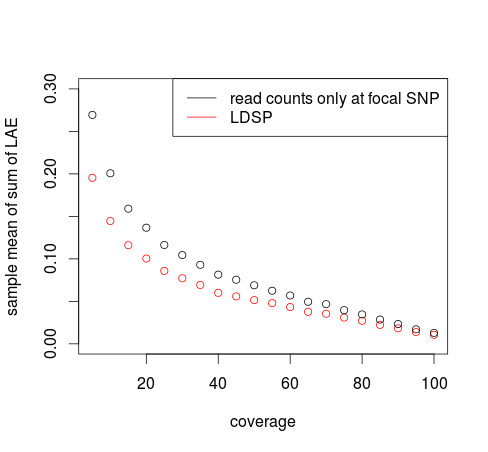 read counts only at focal SNP
LDSP
sample mean of sum of LAE
0.30
0.20
0.10
0.00
20 40 60 80 100
coverage